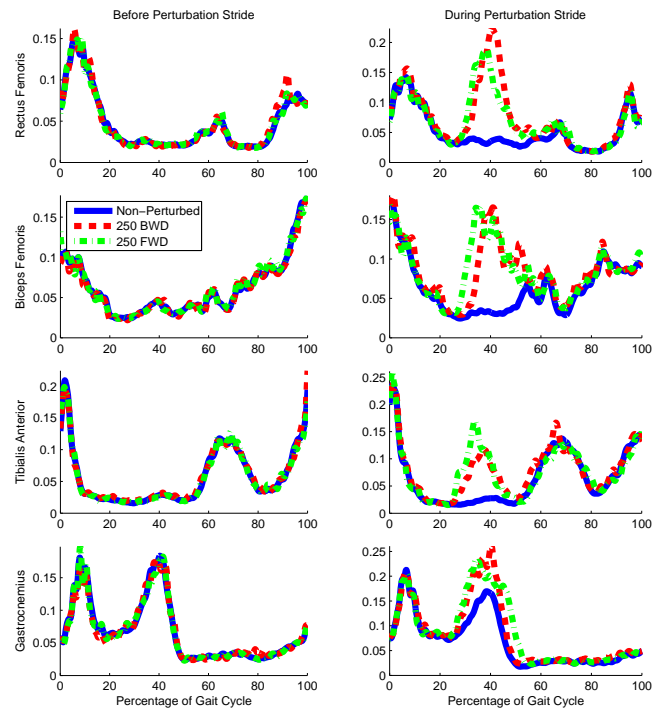 Before Perturbation Stride
During Perturbation Stride
Rectus Femoris
0.15
0.1
0.05
0
0 20 40 60 80 100
0.2
0.15
0.1
0.05
0
0 20 40 60 80 100
Biceps Femoris
0.15
0.1
0.05
0
Non−Perturbed
250 BWD
250 FWD
0 20 40 60 80 100
0.15
0.1
0.05
0
0 20 40 60 80 100
Tibialis Anterior
0.2
0.15
0.1
0.05
0
0 20 40 60 80 100
0.25
0.2
0.15
0.1
0.05
0
0 20 40 60 80 100
Gastrocnemius
0.15
0.1
0.05
0
0 20 40 60 80 100
Percentage of Gait Cycle
0.25
0.2
0.15
0.1
0.05
0
0 20 40 60 80 100
Percentage of Gait Cycle